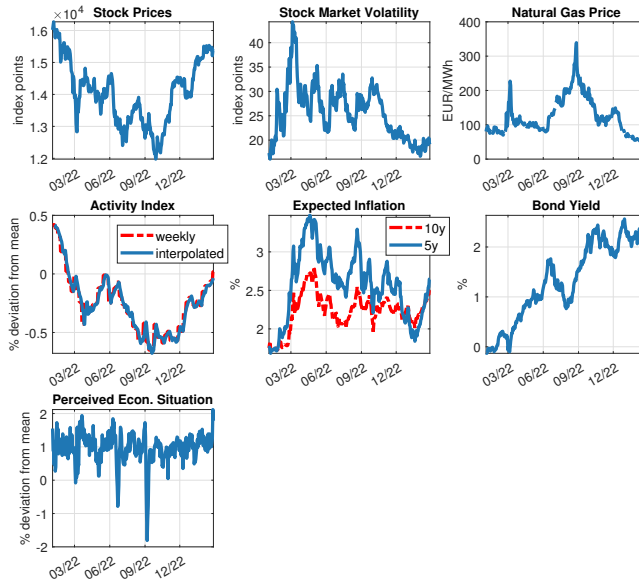 Stock Prices
×10^4
1.6
1.5
1.4
1.3
1.2
index points
03/22 06/22 09/22 12/22
Stock Market Volatility
40
35
30
25
20
index points
03/22 06/22 09/22 12/22
Natural Gas Price
400
300
200
100
0
EUR/MWh
03/22 06/22 09/22 12/22
Activity Index
0.5
0
-0.5
% deviation from mean
weekly
interpolated
03/22 06/22 09/22 12/22
Expected Inflation
3
2.5
2
%
10y
5y
03/22 06/22 09/22 12/22
Bond Yield
2
1
0
%
03/22 06/22 09/22 12/22
Perceived Econ. Situation
2
1
0
-1
-2
% deviation from mean
03/22 06/22 09/22 12/22